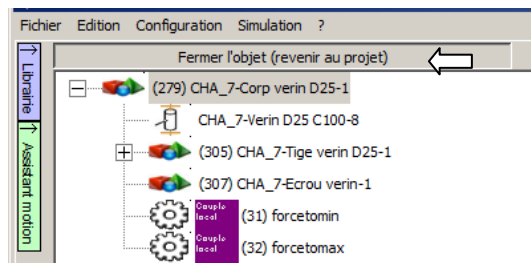 Fichier Edition Configuration Simulation ?
Fermer l'objet (revenir au projet)
Librairie
Assistant motion
(279) CHA_7-Corp verin D25-1
CHA_7-Verin D25 C100-8
(305) CHA_7-Tige verin D25-1
(307) CHA_7-Ecrou verin-1
Couple local (31) forcetomin
Couple local (32) forcetomax